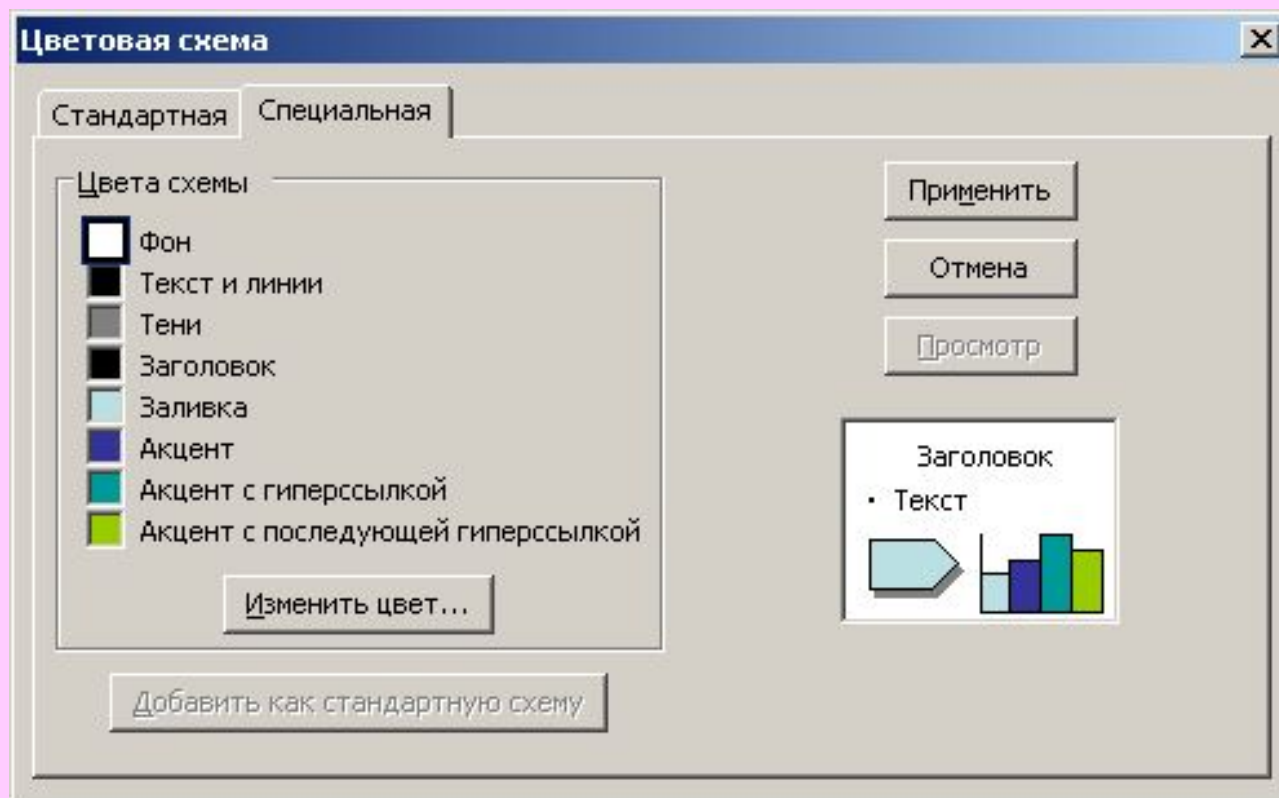 Цветовая схема
Стандартная
Специальная
Цвета схемы
Фон
Текст и линии
Тени
Заголовок
Заливка
Акцент
Акцент с гиперссылкой
Акцент с последующей гиперссылкой
Изменить цвет...
Добавить как стандартную схему
Применить
Отмена
Просмотр
Заголовок
· Текст